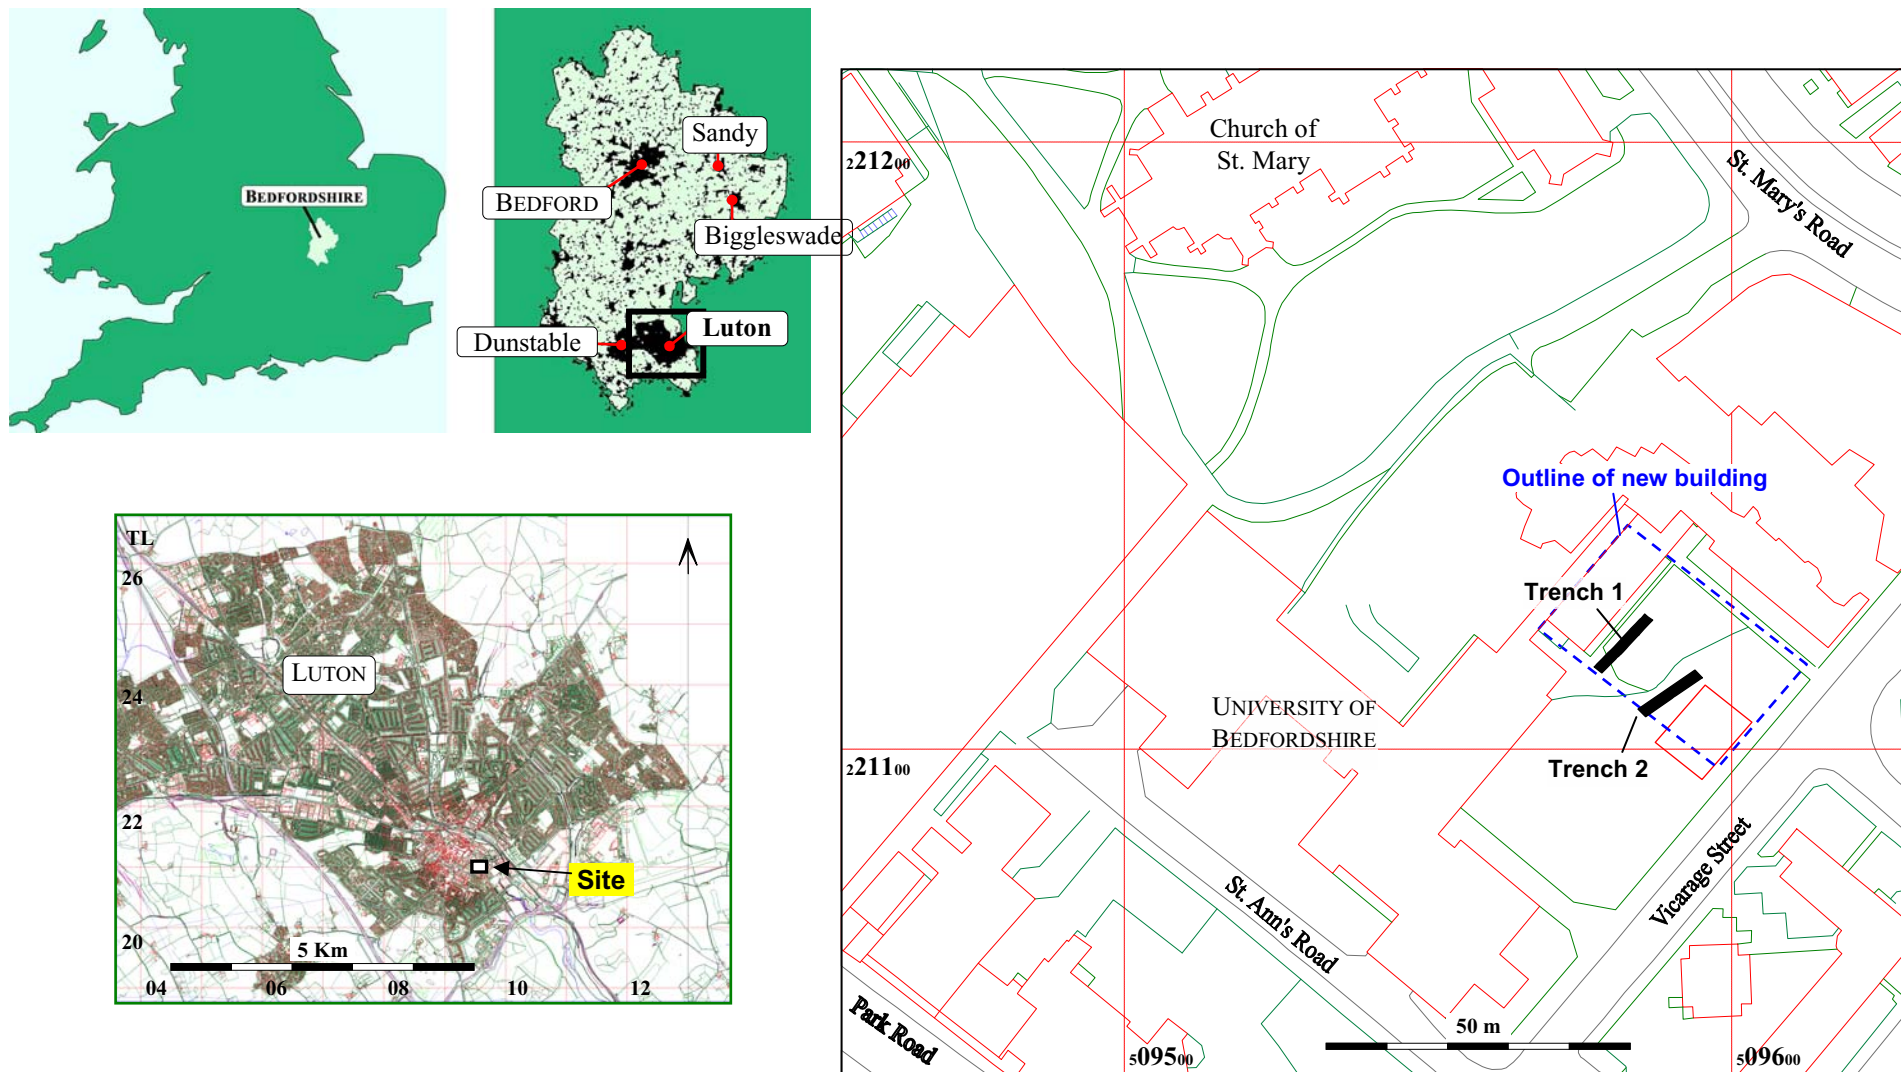 BEDFORDSHIRE
Sandy
BEDFORD
Biggleswade
Dunstable
Luton
TL
26
24
22
20
LUTON
Site
5 Km
04
06
08
10
12
Church of
St. Mary
221200
St. Mary's Road
Outline of new building
Trench 1
UNIVERSITY OF
BEDFORDSHIRE
221100
Trench 2
Vicarage Street
St. Ann's Road
Park Road
50 m
509500
509600